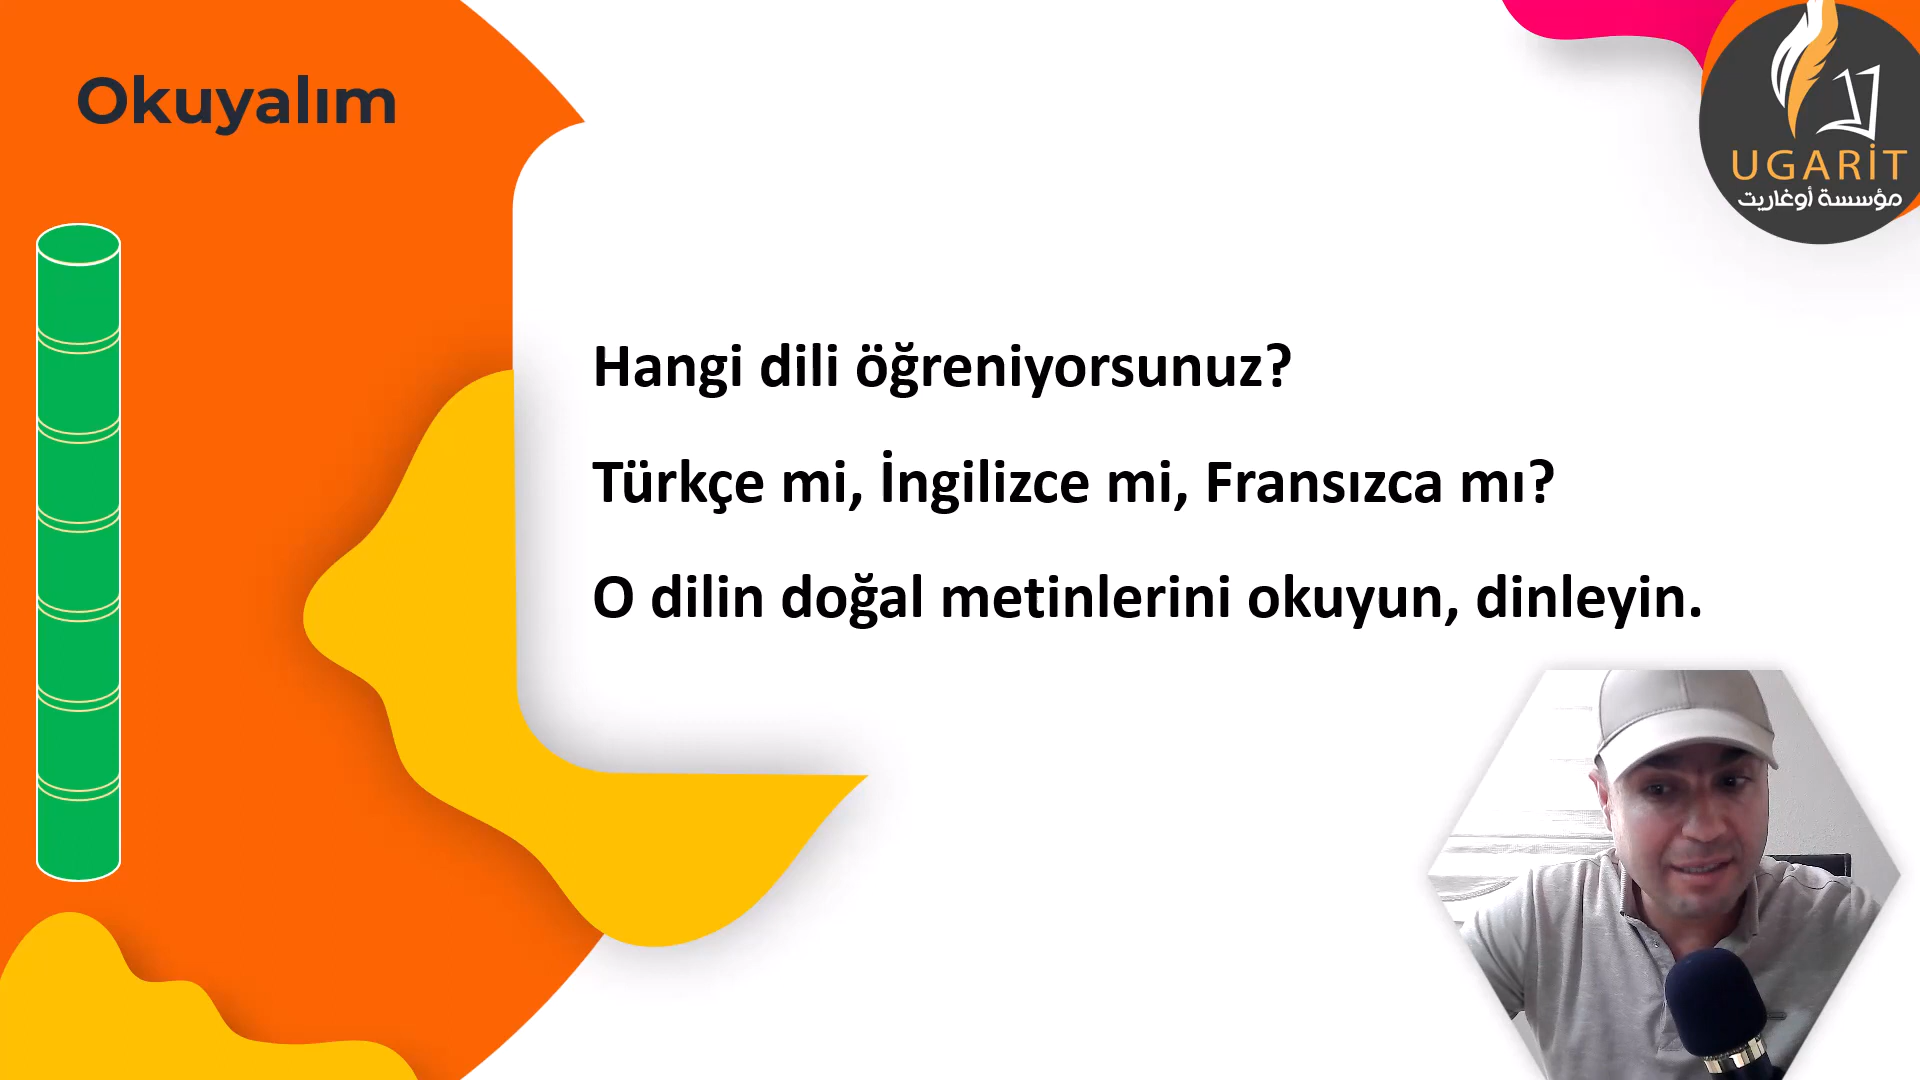 Okuyalım
UGARİT
مؤسسة أوغاريت
Hangi dili öğreniyorsunuz?
Türkçe mi, İngilizce mi, Fransızca mı?
O dilin doğal metinlerini okuyun, dinleyin.